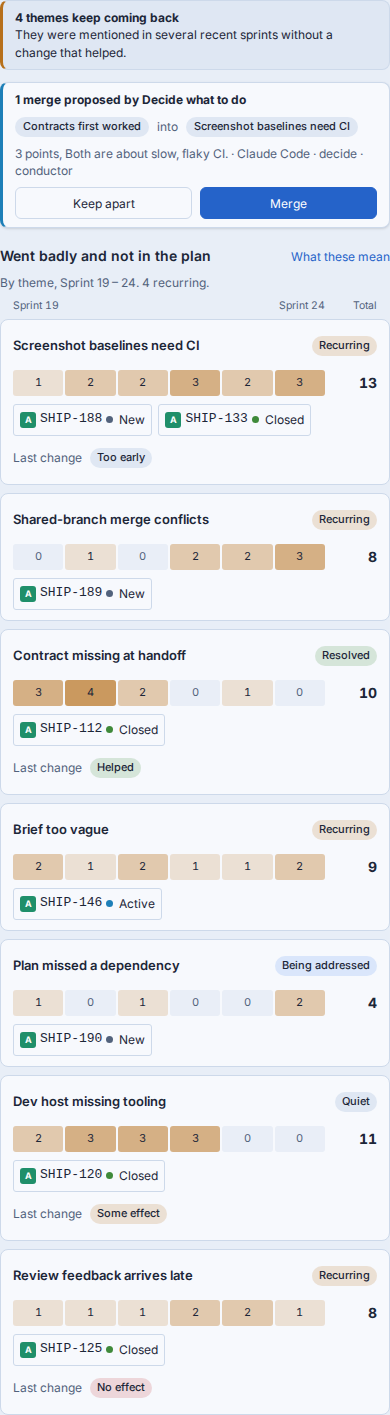 4 themes keep coming back
They were mentioned in several recent sprints without a
change that helped.
1 merge proposed by Decide what to do
Contracts first worked into Screenshot baselines need CI
3 points, Both are about slow, flaky CI. · Claude Code · decide ·
conductor
Keep apart Merge
Went badly and not in the plan What these mean
By theme, Sprint 19 – 24. 4 recurring.
Sprint 19 Sprint 24 Total
Screenshot baselines need CI Recurring
1 2 2 3 2 3 13
A SHIP-188 New A SHIP-133 Closed
Last change Too early
Shared-branch merge conflicts Recurring
0 1 0 2 2 3 8
A SHIP-189 New
Contract missing at handoff Resolved
3 4 2 0 1 0 10
A SHIP-112 Closed
Last change Helped
Brief too vague Recurring
2 1 2 1 1 2 9
A SHIP-146 Active
Plan missed a dependency Being addressed
1 0 1 0 0 2 4
A SHIP-190 New
Dev host missing tooling Quiet
2 3 3 3 0 0 11
A SHIP-120 Closed
Last change Some effect
Review feedback arrives late Recurring
1 1 1 2 2 1 8
A SHIP-125 Closed
Last change No effect